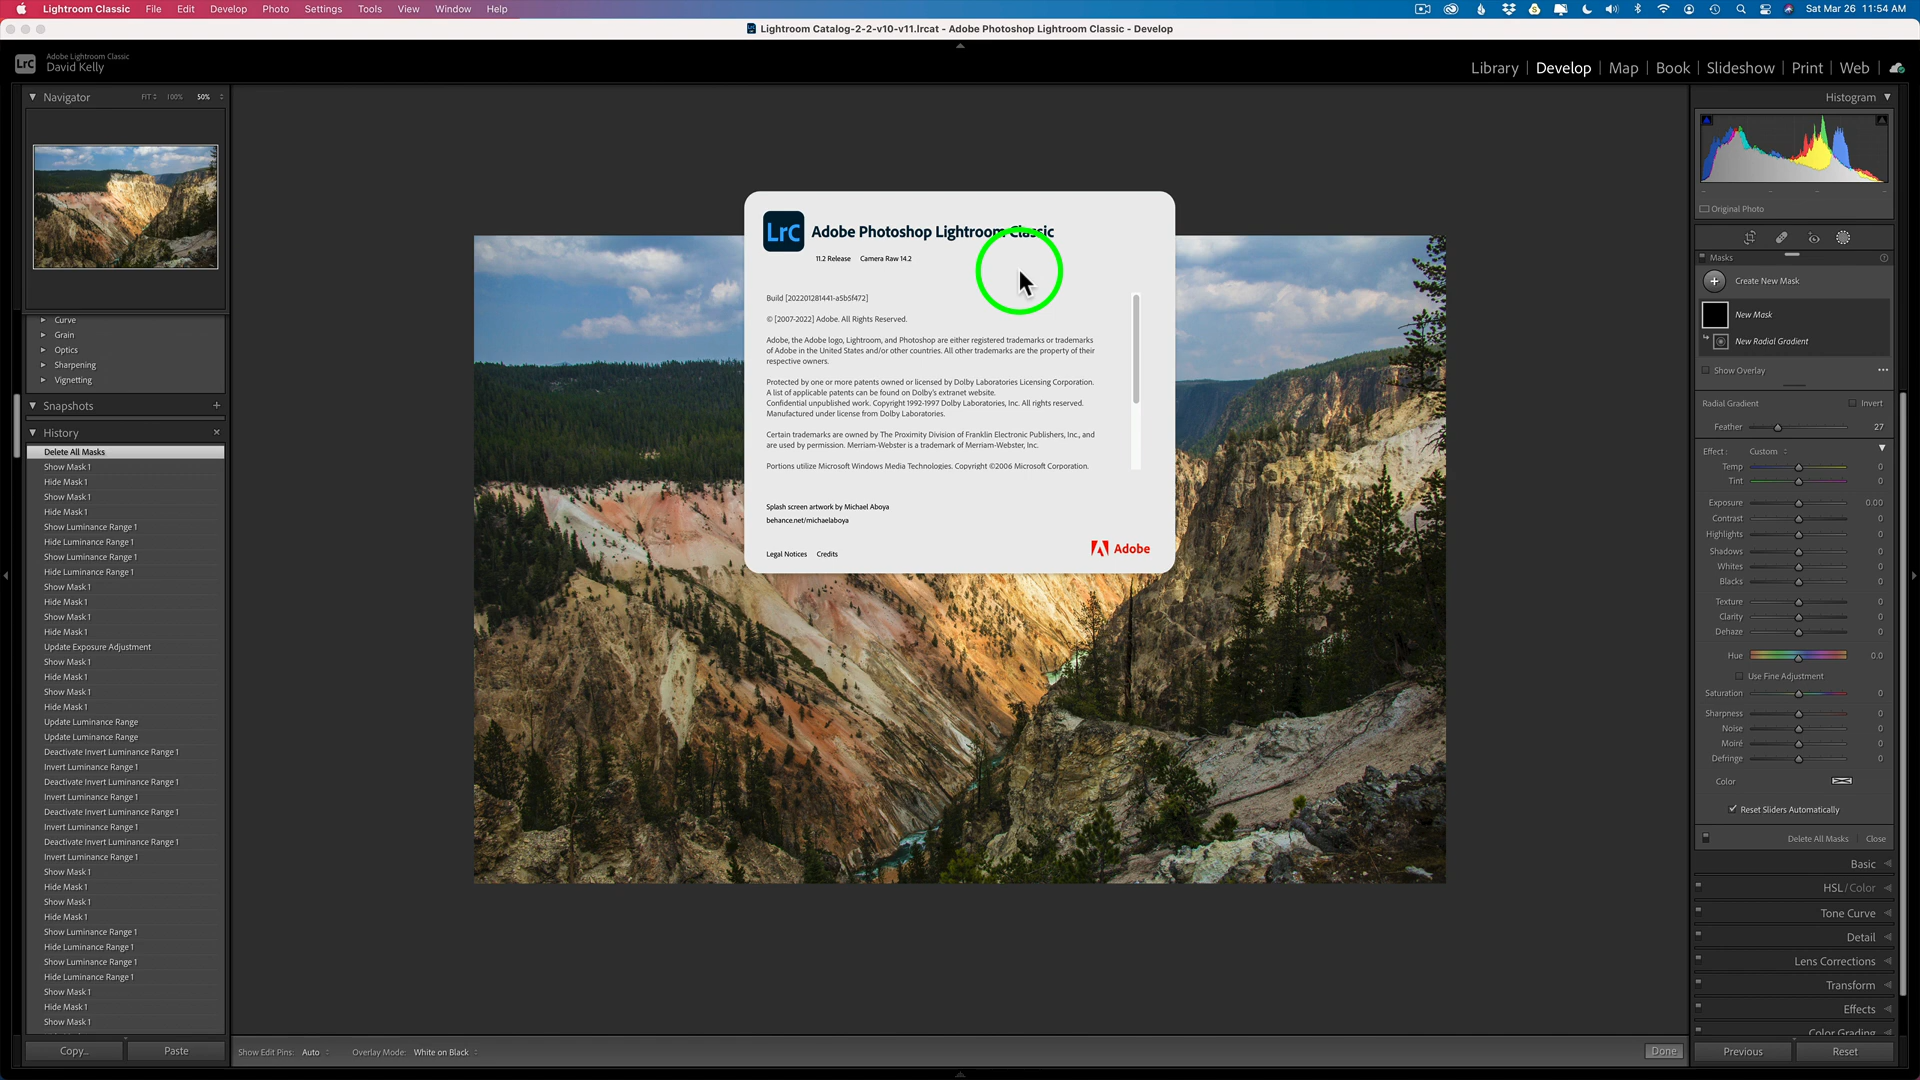 Lightroom Classic File Edit Develop Photo Settings Tools View Window Help Sat Mar 26 11:54 AM
Lightroom Catalog-2-2-v10-v11.lrcat - Adobe Photoshop Lightroom Classic - Develop
LrC
Adobe Lightroom Classic
David Kelly
Library | Develop | Map | Book | Slideshow | Print | Web
Navigator FIT 100% 50%
Curve
Grain
Optics
Sharpening
Vignetting
Snapshots +
History ×
Delete All Masks
Show Mask 1
Hide Mask 1
Show Mask 1
Hide Mask 1
Show Luminance Range 1
Hide Luminance Range 1
Show Luminance Range 1
Hide Luminance Range 1
Show Mask 1
Hide Mask 1
Show Mask 1
Hide Mask 1
Update Exposure Adjustment
Show Mask 1
Hide Mask 1
Show Mask 1
Hide Mask 1
Update Luminance Range
Update Luminance Range
Deactivate Invert Luminance Range 1
Invert Luminance Range 1
Deactivate Invert Luminance Range 1
Invert Luminance Range 1
Deactivate Invert Luminance Range 1
Invert Luminance Range 1
Deactivate Invert Luminance Range 1
Invert Luminance Range 1
Show Mask 1
Hide Mask 1
Show Mask 1
Hide Mask 1
Show Luminance Range 1
Hide Luminance Range 1
Show Luminance Range 1
Hide Luminance Range 1
Show Mask 1
Hide Mask 1
Show Mask 1
Copy... Paste
LrC Adobe Photoshop Lightroom Classic
11.2 Release Camera Raw 14.2
Build [202201281441-a5b5f472]
© [2007-2022] Adobe. All Rights Reserved.
Adobe, the Adobe logo, Lightroom, and Photoshop are either registered trademarks or trademarks
of Adobe in the United States and/or other countries. All other trademarks are the property of their
respective owners.
Protected by one or more patents owned or licensed by Dolby Laboratories Licensing Corporation.
A list of applicable patents can be found on Dolby's extranet website.
Confidential unpublished work. Copyright 1992-1997 Dolby Laboratories, Inc. All rights reserved.
Manufactured under license from Dolby Laboratories.
Certain trademarks are owned by The Proximity Division of Franklin Electronic Publishers, Inc., and
are used by permission. Merriam-Webster is a trademark of Merriam-Webster, Inc.
Portions utilize Microsoft Windows Media Technologies. Copyright ©2006 Microsoft Corporation.
Splash screen artwork by Michael Aboya
behance.net/michaelaboya
Legal Notices Credits
Adobe
Show Edit Pins: Auto Overlay Mode: White on Black Done
Histogram
Original Photo
Masks
Create New Mask
New Mask
New Radial Gradient
Show Overlay
Radial Gradient Invert
Feather 27
Effect : Custom
Temp 0
Tint 0
Exposure 0.00
Contrast 0
Highlights 0
Shadows 0
Whites 0
Blacks 0
Texture 0
Clarity 0
Dehaze 0
Hue 0.0
Use Fine Adjustment
Saturation 0
Sharpness 0
Noise 0
Moiré 0
Defringe 0
Color
Reset Sliders Automatically
Delete All Masks Close
Basic
HSL / Color
Tone Curve
Detail
Lens Corrections
Transform
Effects
Color Grading
Previous Reset